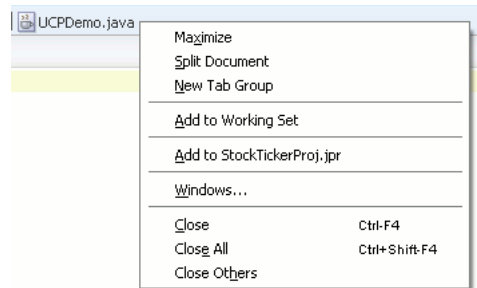 UCPDemo.java
Maximize
Split Document
New Tab Group
Add to Working Set
Add to StockTickerProj.jpr
Windows...
Close Ctrl-F4
Close All Ctrl+Shift-F4
Close Others